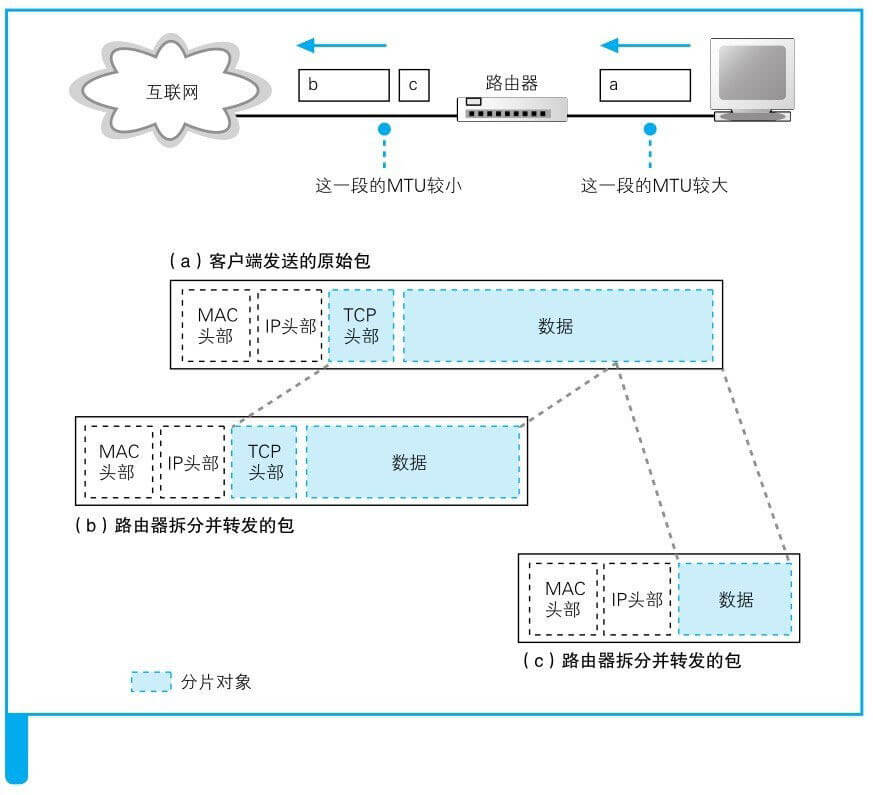 互联网
b
c
路由器
a
这一段的MTU较小
这一段的MTU较大
（a）客户端发送的原始包
MAC
头部
IP头部
TCP
头部
数据
MAC
头部
IP头部
TCP
头部
数据
（b）路由器拆分并转发的包
MAC
头部
IP头部
数据
（c）路由器拆分并转发的包
分片对象